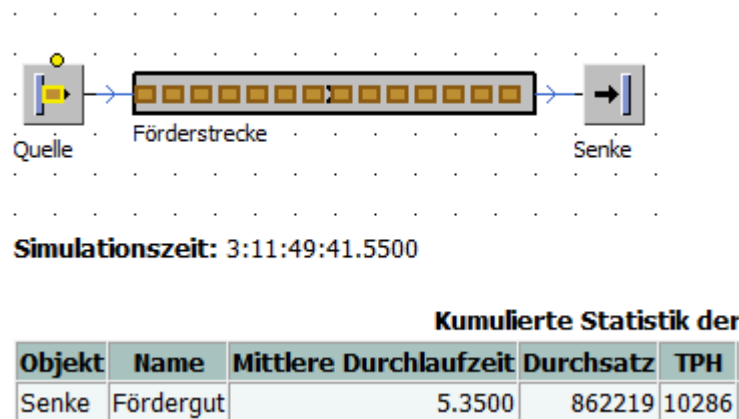 Quelle
Förderstrecke
Senke
Simulationszeit: 3:11:49:41.5500
Kumulierte Statistik der
Objekt Name Mittlere Durchlaufzeit Durchsatz TPH
Senke Fördergut 5.3500 862219 10286